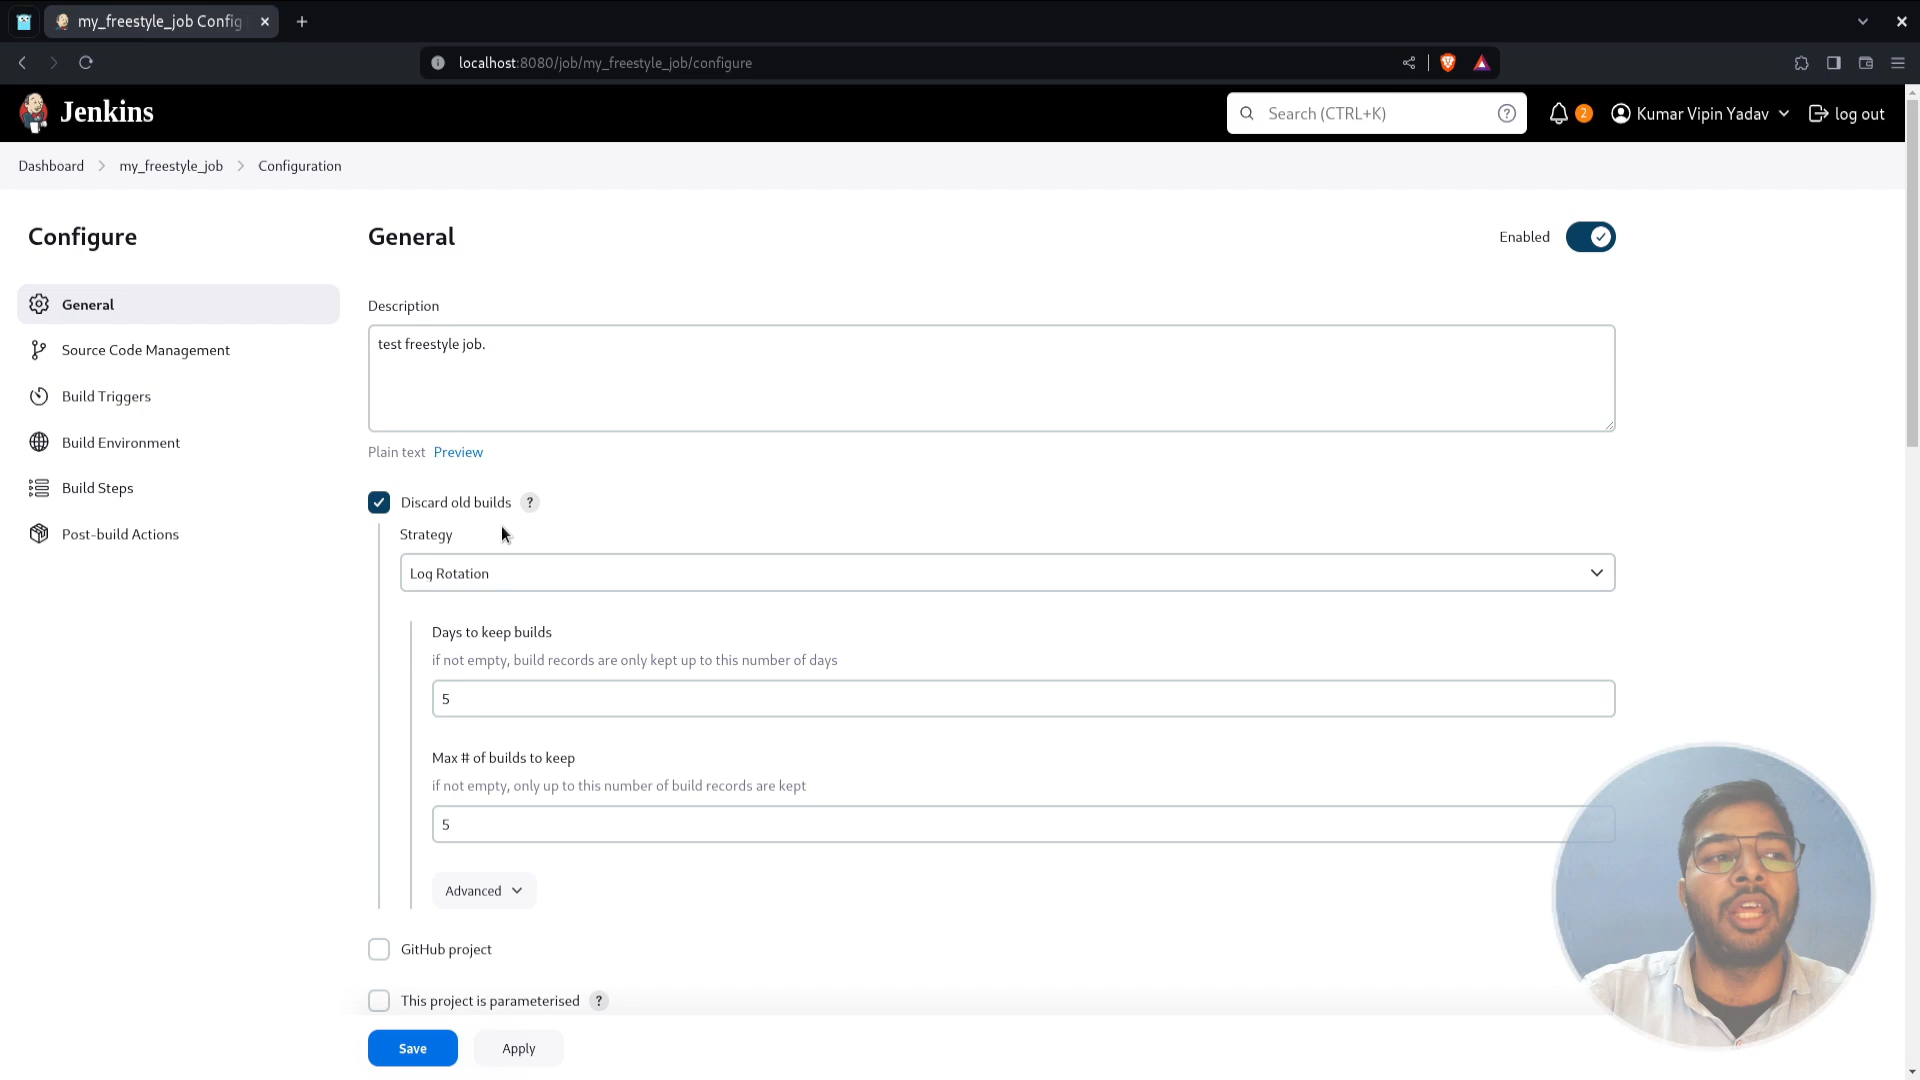 my_freestyle_job Config
localhost:8080/job/my_freestyle_job/configure
Jenkins
Search (CTRL+K)
?
2
Kumar Vipin Yadav
log out
Dashboard
my_freestyle_job
Configuration
Configure
General
Source Code Management
Build Triggers
Build Environment
Build Steps
Post-build Actions
General
Enabled
Description
test freestyle job.
Plain text Preview
Discard old builds ?
Strategy
Log Rotation
Days to keep builds
if not empty, build records are only kept up to this number of days
5
Max # of builds to keep
if not empty, only up to this number of build records are kept
5
Advanced
GitHub project
This project is parameterised ?
Save
Apply